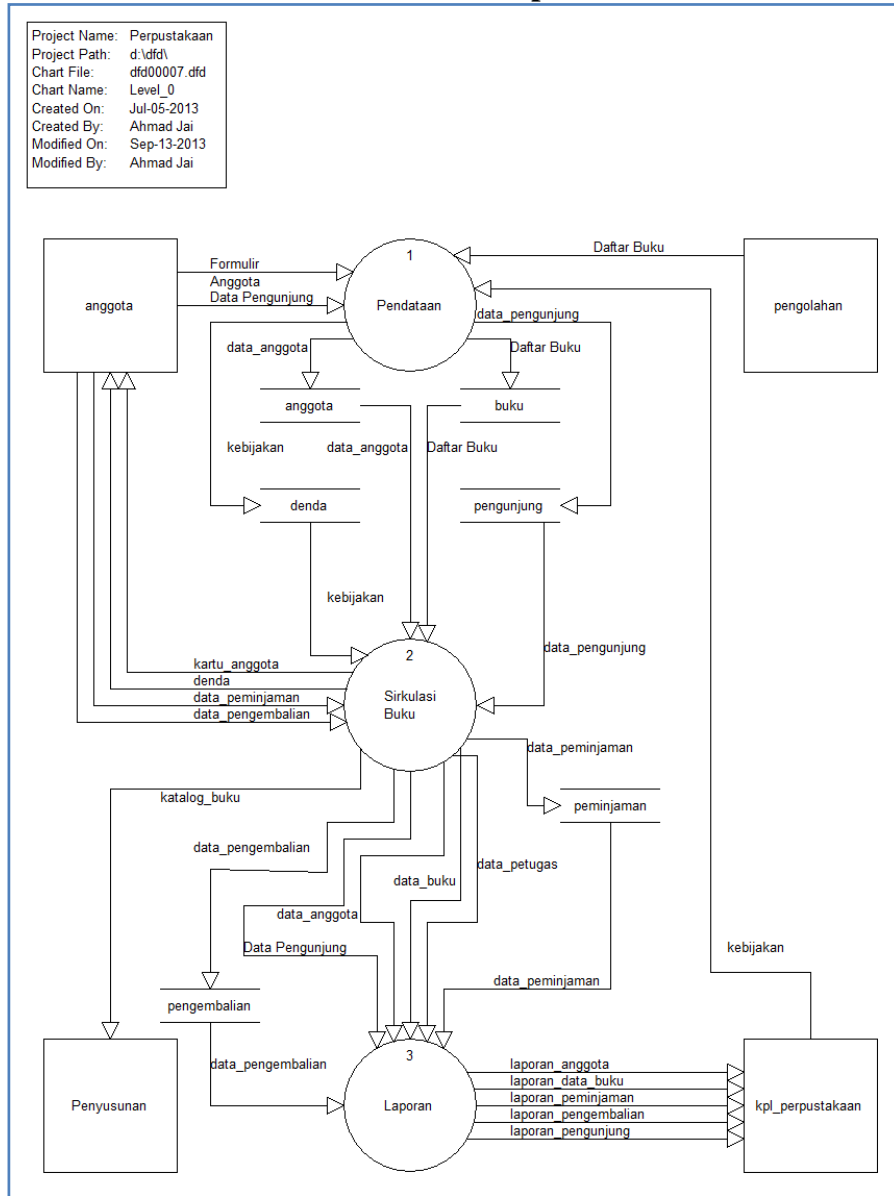 Project Name: Perpustakaan
Project Path: d:\dfd\
Chart File: dfd00007.dfd
Chart Name: Level_0
Created On: Jul-05-2013
Created By: Ahmad Jai
Modified On: Sep-13-2013
Modified By: Ahmad Jai
anggota
Formulir
Anggota
Data Pengunjung
1
Pendataan
Daftar Buku
pengolahan
data_pengunjung
data_anggota
Daftar Buku
anggota
buku
kebijakan
data_anggota
Daftar Buku
denda
pengunjung
kebijakan
data_pengunjung
kartu_anggota
denda
data_peminjaman
data_pengembalian
2
Sirkulasi
Buku
data_peminjaman
katalog_buku
peminjaman
data_pengembalian
data_petugas
data_buku
data_anggota
Data Pengunjung
kebijakan
data_peminjaman
pengembalian
data_pengembalian
Penyusunan
3
Laporan
laporan_anggota
laporan_data_buku
laporan_peminjaman
laporan_pengembalian
laporan_pengunjung
kpl_perpustakaan